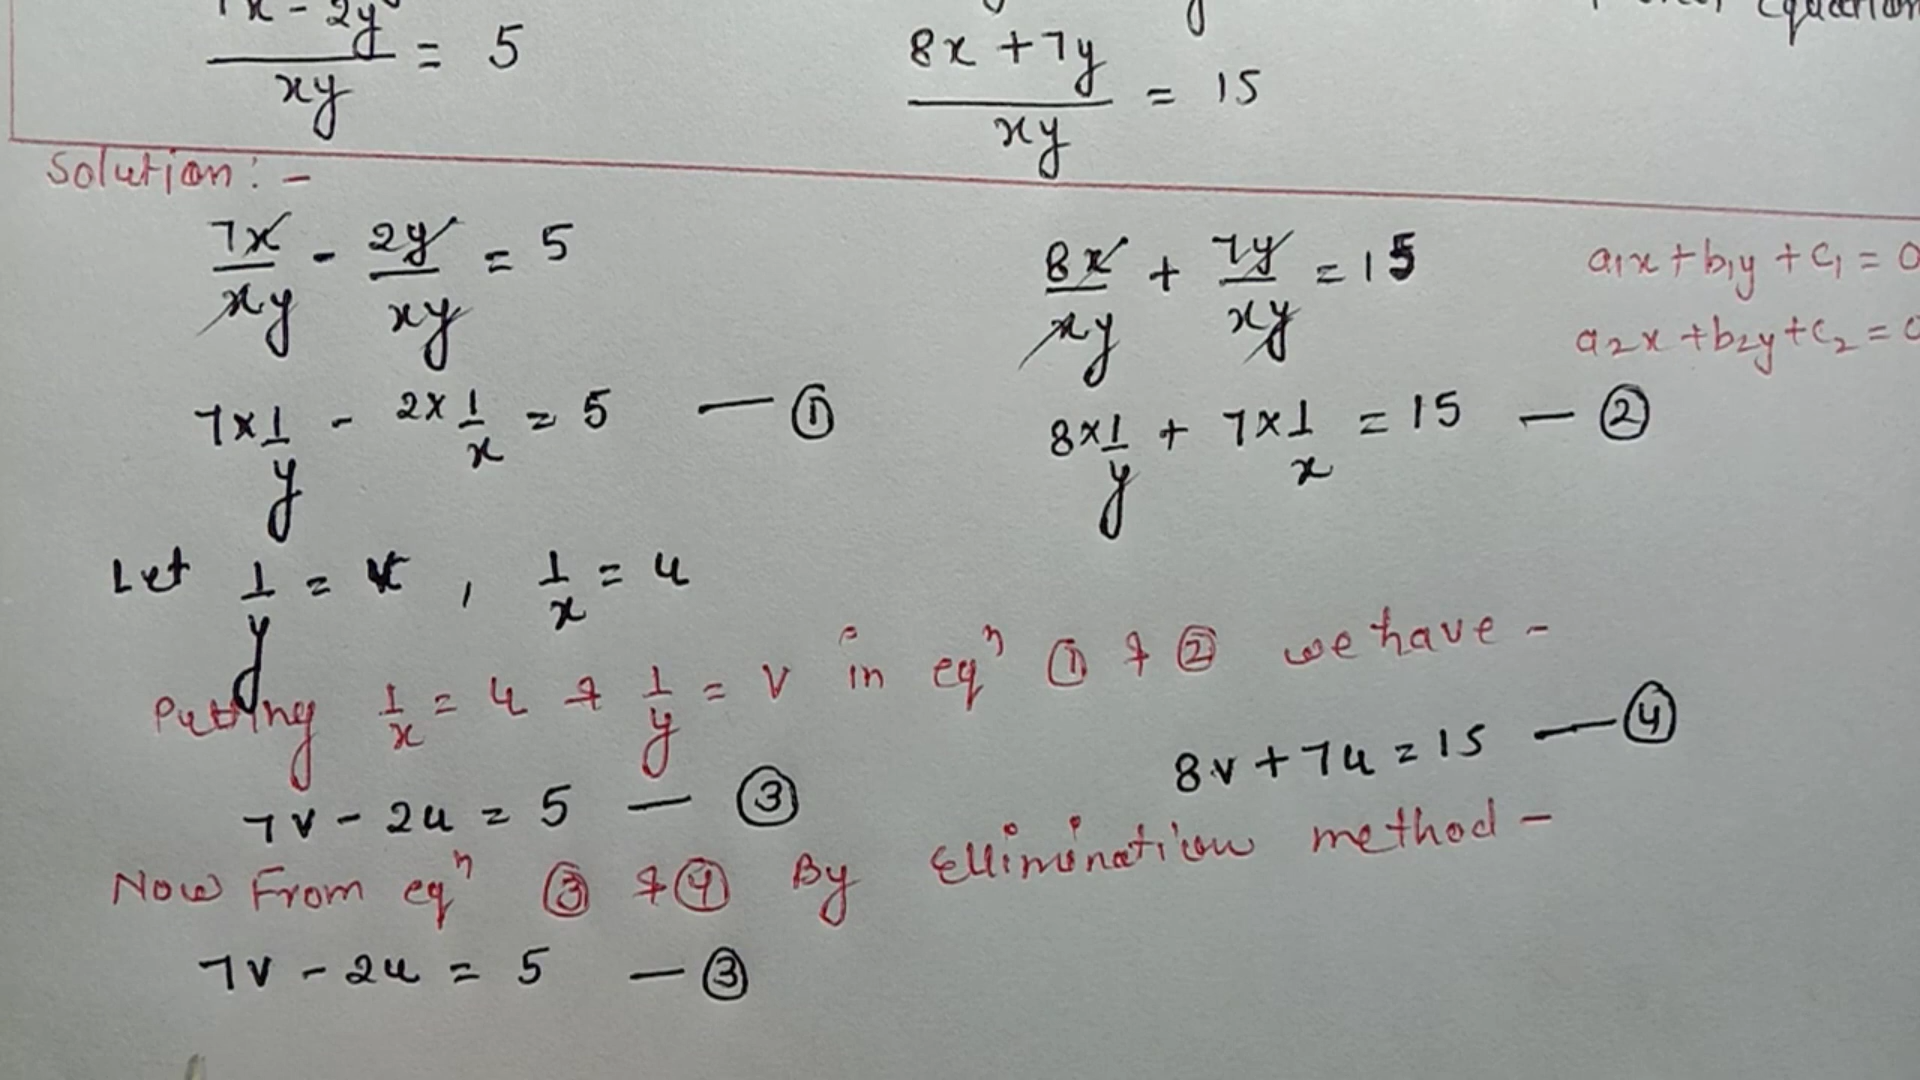 7x - 2y / xy = 5
8x + 7y / xy = 15
Solution: -
7x/xy - 2y/xy = 5
8x/xy + 7y/xy = 15
a₁x + b₁y + c₁ = 0
a₂x + b₂y + c₂ = 0
7 × 1/y - 2 × 1/x = 5 — ①
8 × 1/y + 7 × 1/x = 15 — ②
Let 1/y = v , 1/x = u
Putting 1/x = u & 1/y = v in eqⁿ ① & ② we have -
7v - 2u = 5 — ③
8v + 7u = 15 — ④
Now From eqⁿ ③ & ④ By Ellimination method -
7v - 2u = 5 — ③